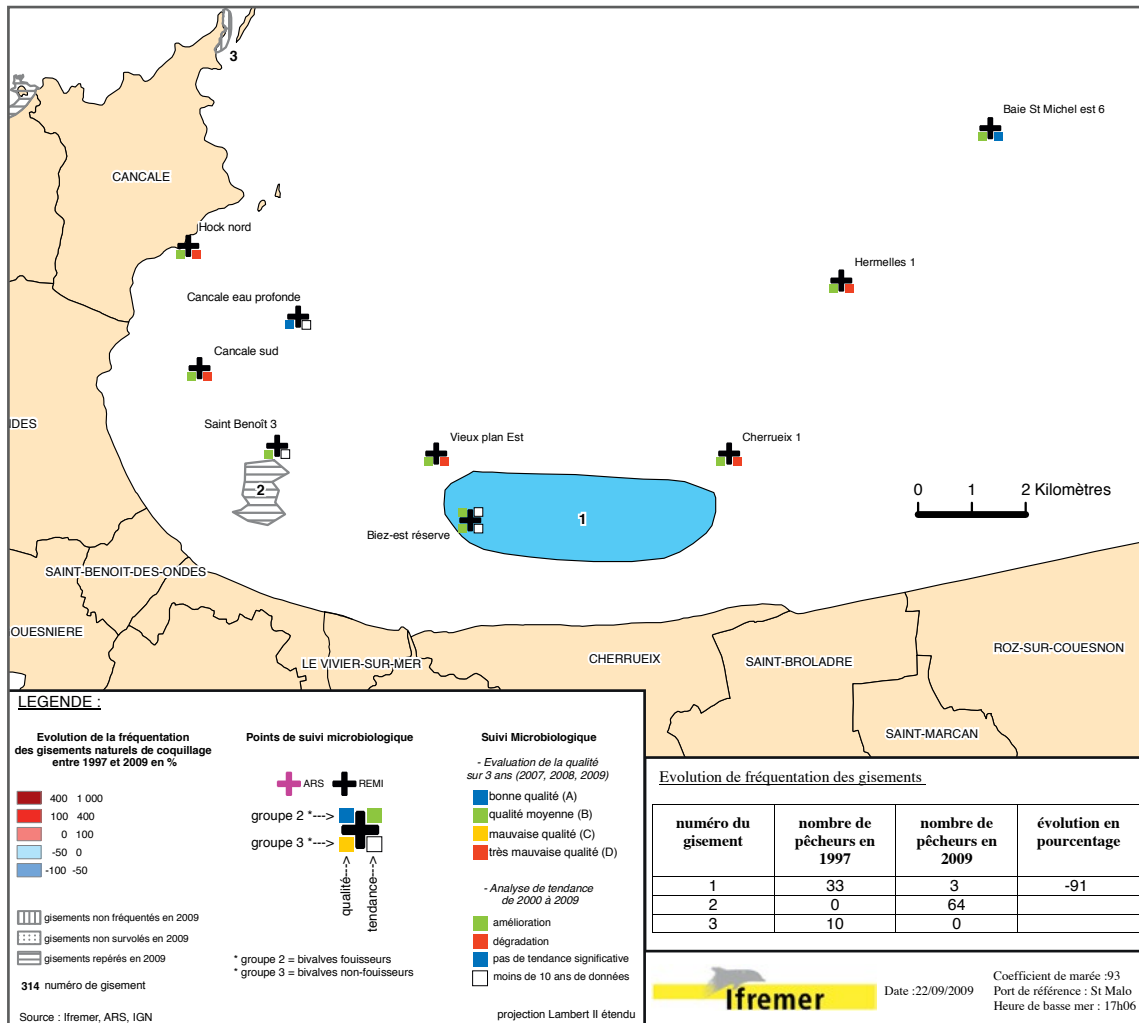 3
Baie St Michel est 6
CANCALE
Hock nord
Hermelles 1
Cancale eau profonde
Cancale sud
Saint Benoît 3
Vieux plan Est
Cherrueix 1
NDES
2
0 1 2 Kilomètres
1
Biez-est réserve
SAINT-BENOIT-DES-ONDES
OUESNIERE
LE VIVIER-SUR-MER
CHERRUEIX
SAINT-BROLADRE
ROZ-SUR-COUESNON
SAINT-MARCAN
LEGENDE :
Evolution de la fréquentation
des gisements naturels de coquillage
entre 1997 et 2009 en %
400 1 000
100 400
0 100
-50 0
-100 -50
gisements non fréquentés en 2009
gisements non survolés en 2009
gisements repérés en 2009
314 numéro de gisement
Source : Ifremer, ARS, IGN
Points de suivi microbiologique
ARS REMI
groupe 2 *--->
groupe 3 *--->
qualité--->
tendance--->
* groupe 2 = bivalves fouisseurs
* groupe 3 = bivalves non-fouisseurs
Suivi Microbiologique
- Evaluation de la qualité
sur 3 ans (2007, 2008, 2009)
bonne qualité (A)
qualité moyenne (B)
mauvaise qualité (C)
très mauvaise qualité (D)
- Analyse de tendance
de 2000 à 2009
amélioration
dégradation
pas de tendance significative
moins de 10 ans de données
projection Lambert II étendu
Evolution de fréquentation des gisements
numéro du gisement nombre de pêcheurs en 1997 nombre de pêcheurs en 2009 évolution en pourcentage
1 33 3 -91
2 0 64
3 10 0
Ifremer
Date :22/09/2009
Coefficient de marée :93
Port de référence : St Malo
Heure de basse mer : 17h06